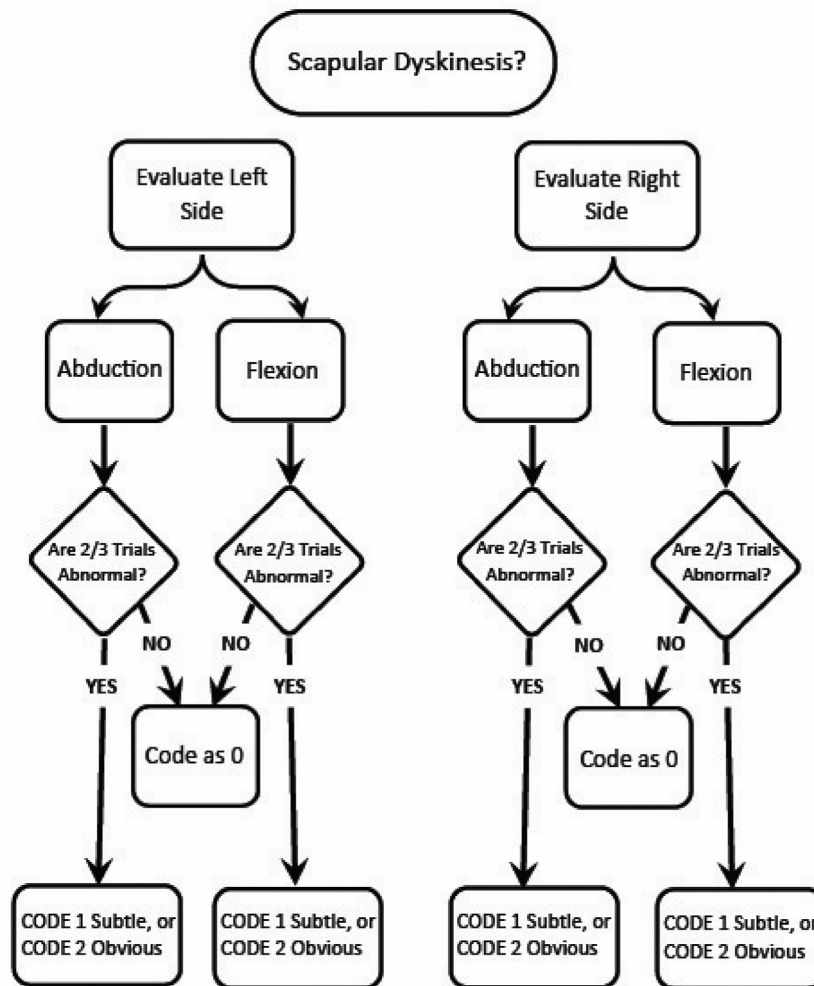 Scapular Dyskinesis?
Evaluate Left
Side
Evaluate Right
Side
Abduction
Flexion
Abduction
Flexion
Are 2/3 Trials
Abnormal?
Are 2/3 Trials
Abnormal?
Are 2/3 Trials
Abnormal?
Are 2/3 Trials
Abnormal?
NO
NO
NO
NO
YES
YES
YES
YES
Code as 0
Code as 0
CODE 1 Subtle, or
CODE 2 Obvious
CODE 1 Subtle, or
CODE 2 Obvious
CODE 1 Subtle, or
CODE 2 Obvious
CODE 1 Subtle, or
CODE 2 Obvious